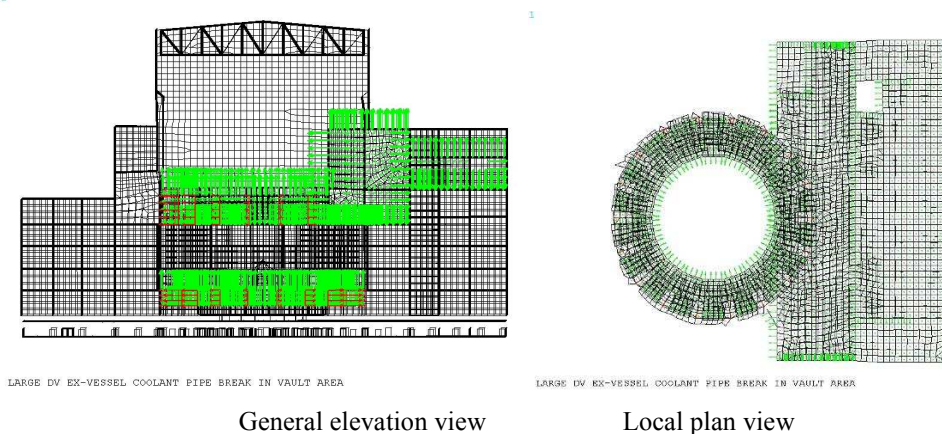 1
LARGE DV EX-VESSEL COOLANT PIPE BREAK IN VAULT AREA
LARGE DV EX-VESSEL COOLANT PIPE BREAK IN VAULT AREA
General elevation view
Local plan view